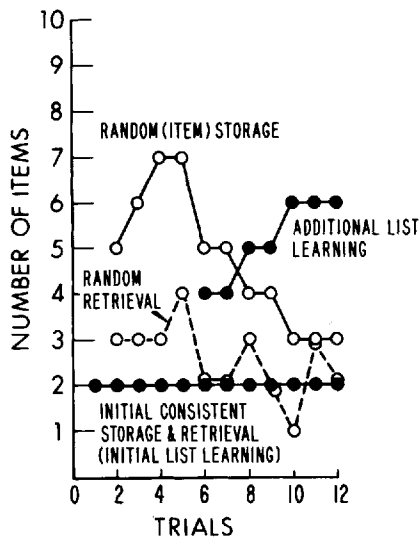 10
9
8
7
6
5
4
3
2
1
NUMBER OF ITEMS
RANDOM (ITEM) STORAGE
ADDITIONAL LIST
LEARNING
RANDOM
RETRIEVAL
INITIAL CONSISTENT
STORAGE & RETRIEVAL
(INITIAL LIST LEARNING)
0 2 4 6 8 10 12
TRIALS